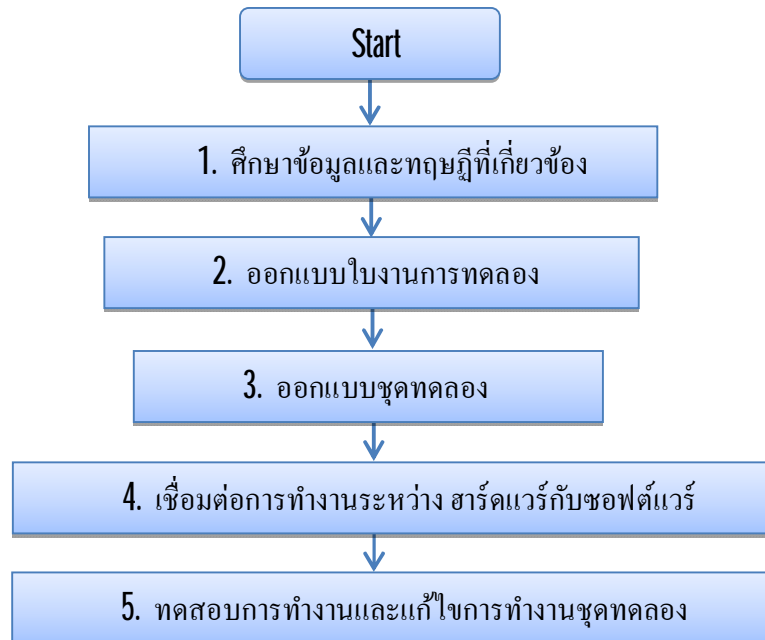 Start
1. ศึกษาข้อมูลและทฤษฎีที่เกี่ยวข้อง
2. ออกแบบใบงานการทดลอง
3. ออกแบบชุดทดลอง
4. เชื่อมต่อการทำงานระหว่าง ฮาร์ดแวร์กับซอฟต์แวร์
5. ทดสอบการทำงานและแก้ไขการทำงานชุดทดลอง